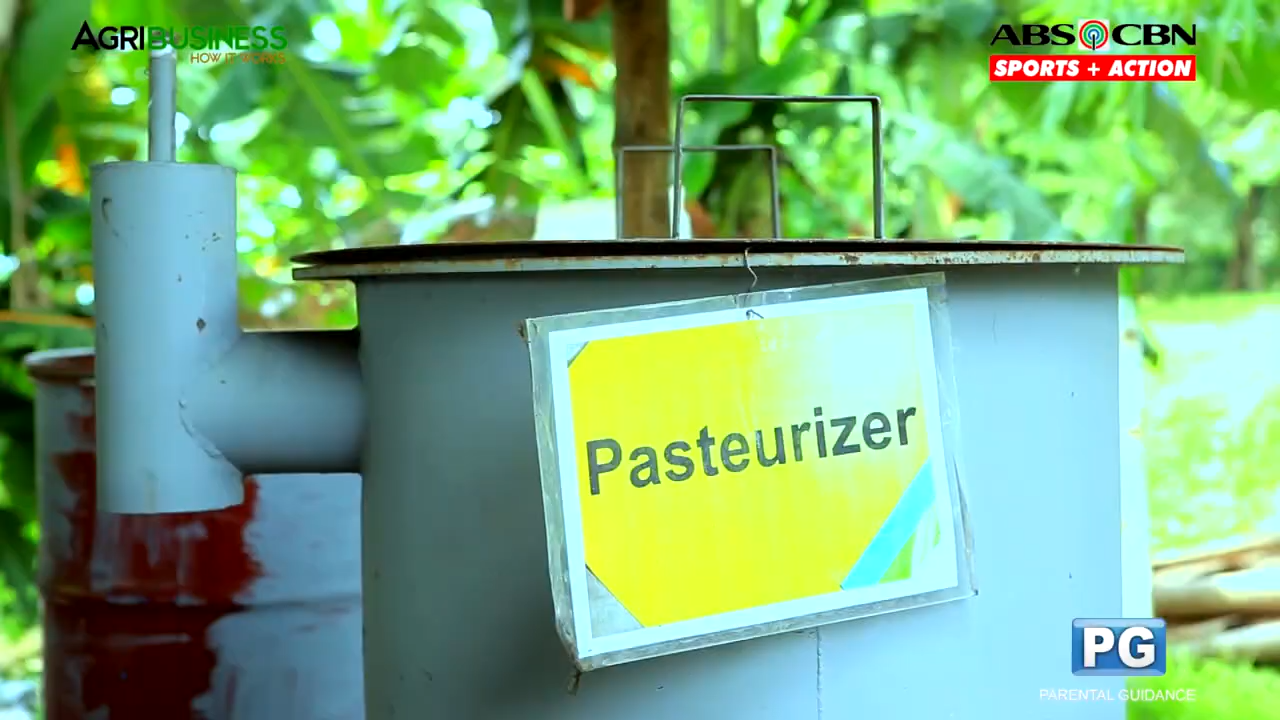 AGRIBUSINESS
HOW IT WORKS
ABS CBN
SPORTS + ACTION
Pasteurizer
PG
PARENTAL GUIDANCE